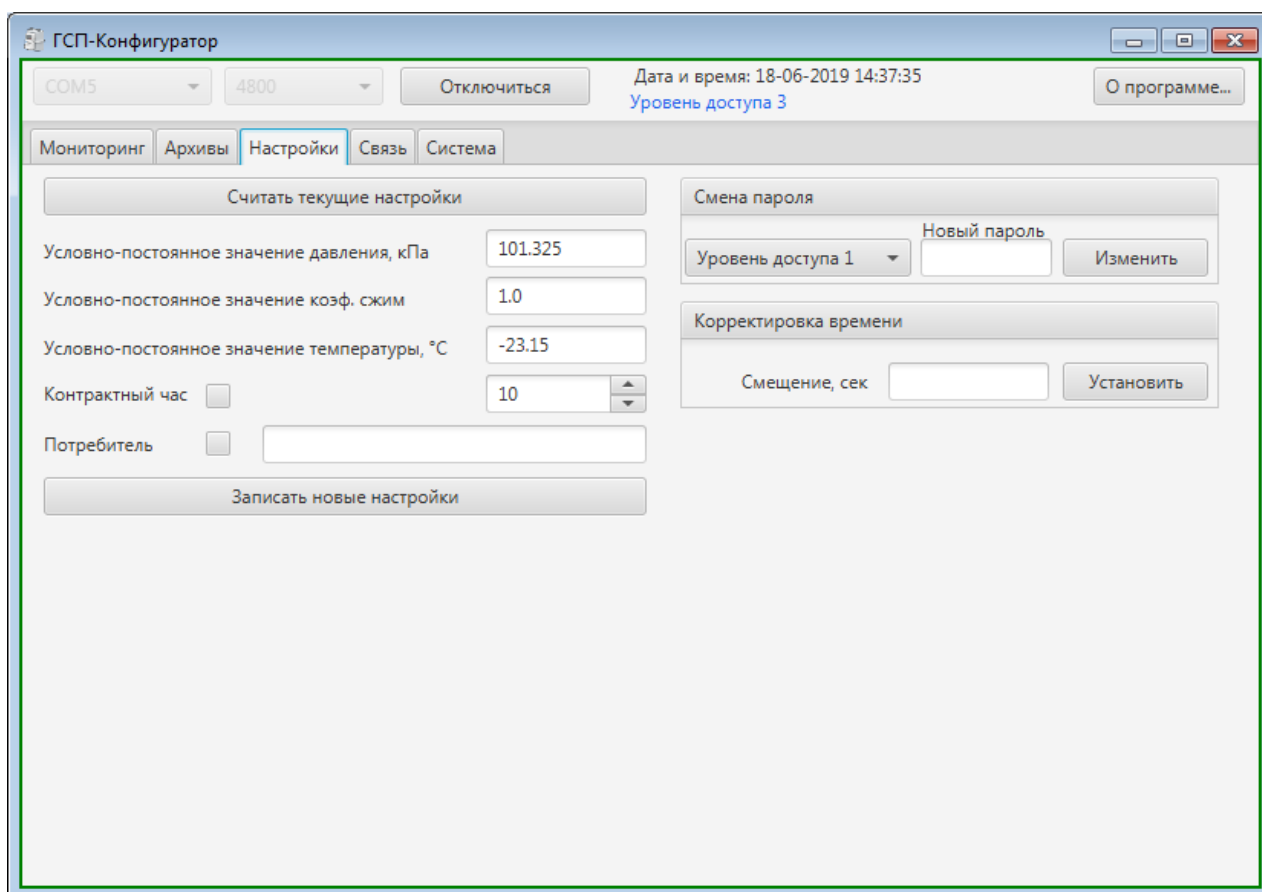 ГСП-Конфигуратор
COM5 4800 Отключиться Дата и время: 18-06-2019 14:37:35 О программе...
Уровень доступа 3
Мониторинг Архивы Настройки Связь Система
Считать текущие настройки
Условно-постоянное значение давления, кПа 101.325
Условно-постоянное значение коэф. сжим 1.0
Условно-постоянное значение температуры, °C -23.15
Контрактный час 10
Потребитель
Записать новые настройки
Смена пароля
Новый пароль
Уровень доступа 1 Изменить
Корректировка времени
Смещение, сек Установить